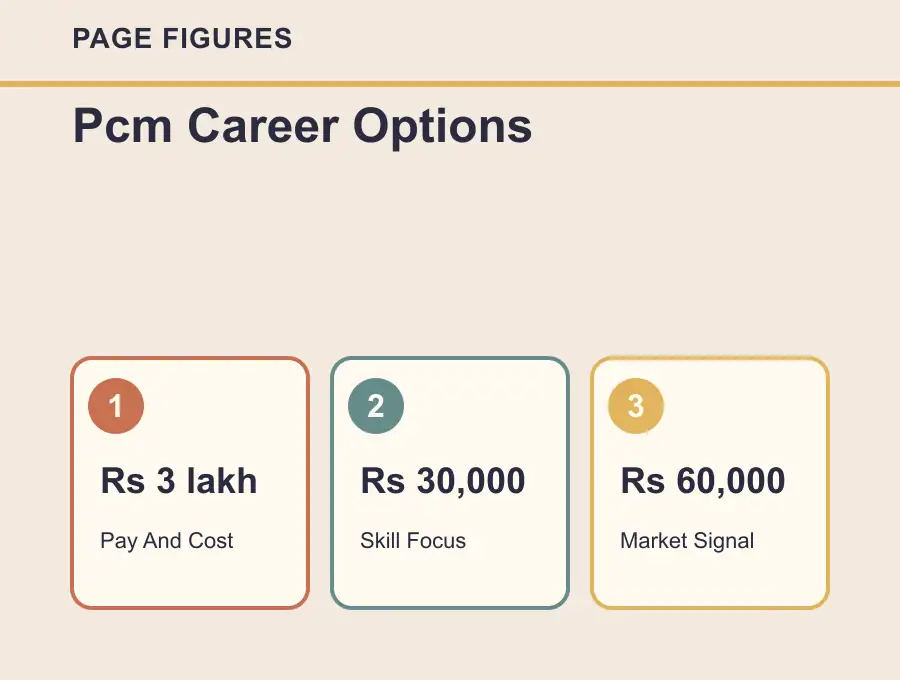 PAGE FIGURES
Pcm Career Options
1
2
3
Rs 3 lakh
Rs 30,000
Rs 60,000
Pay And Cost
Skill Focus
Market Signal